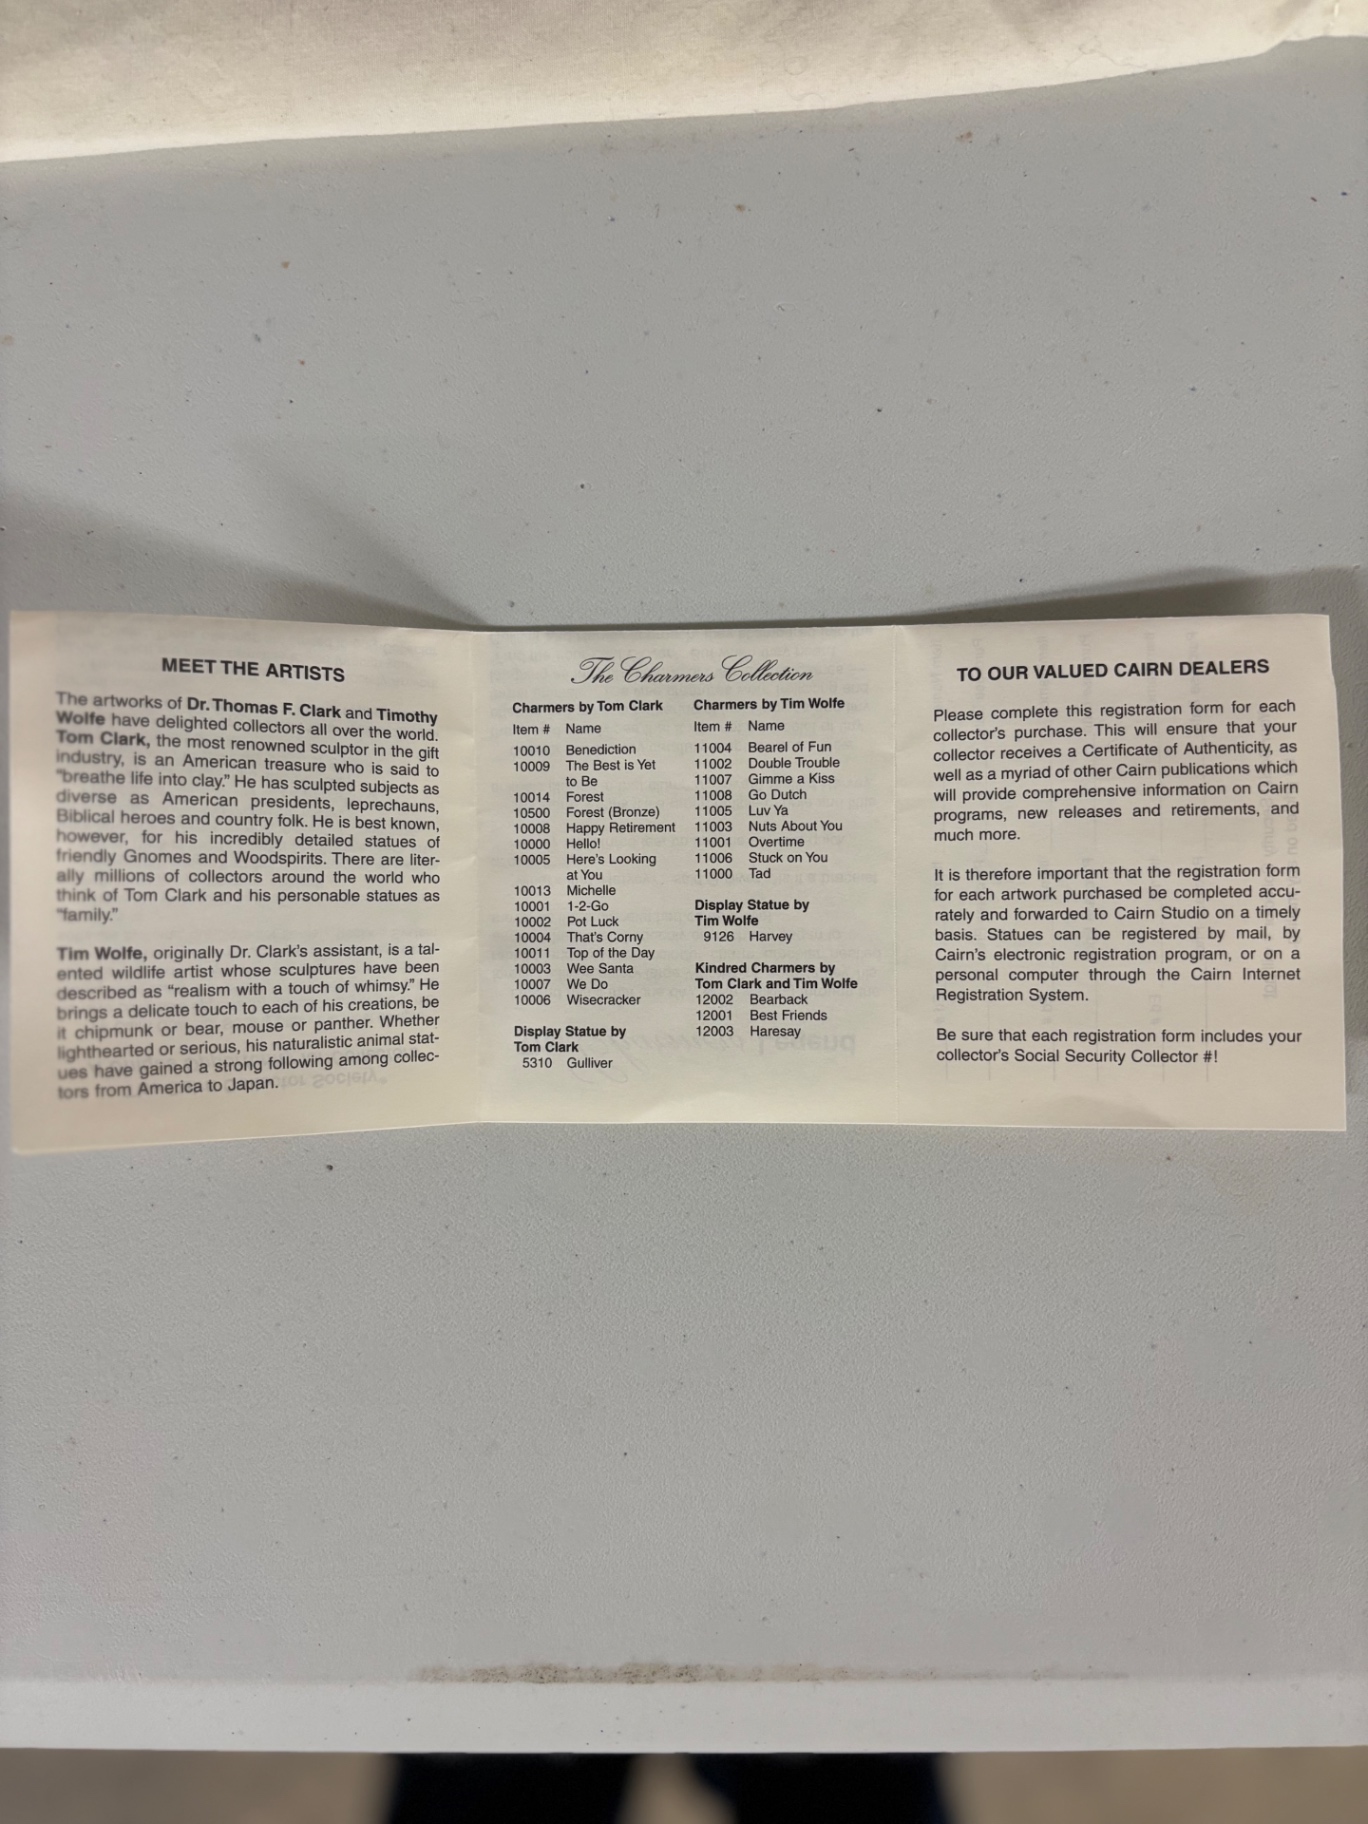 MEET THE ARTISTS
The artworks of Dr. Thomas F. Clark and Timothy
Wolfe have delighted collectors all over the world.
Tom Clark, the most renowned sculptor in the gift
industry, is an American treasure who is said to
"breathe life into clay." He has sculpted subjects as
diverse as American presidents, leprechauns,
Biblical heroes and country folk. He is best known,
however, for his incredibly detailed statues of
friendly Gnomes and Woodspirits. There are liter-
ally millions of collectors around the world who
think of Tom Clark and his personable statues as
"family."
Tim Wolfe, originally Dr. Clark's assistant, is a tal-
ented wildlife artist whose sculptures have been
described as "realism with a touch of whimsy." He
brings a delicate touch to each of his creations, be
it chipmunk or bear, mouse or panther. Whether
lighthearted or serious, his naturalistic animal stat-
ues have gained a strong following among collec-
tors from America to Japan.
The Charmers Collection
Charmers by Tom Clark
Item # Name
10010 Benediction
10009 The Best is Yet
to Be
10014 Forest
10500 Forest (Bronze)
10008 Happy Retirement
10000 Hello!
10005 Here's Looking
at You
10013 Michelle
10001 1-2-Go
10002 Pot Luck
10004 That's Corny
10011 Top of the Day
10003 Wee Santa
10007 We Do
10006 Wisecracker
Display Statue by
Tom Clark
5310 Gulliver
Charmers by Tim Wolfe
Item # Name
11004 Bearel of Fun
11002 Double Trouble
11007 Gimme a Kiss
11008 Go Dutch
11005 Luv Ya
11003 Nuts About You
11001 Overtime
11006 Stuck on You
11000 Tad
Display Statue by
Tim Wolfe
9126 Harvey
Kindred Charmers by
Tom Clark and Tim Wolfe
12002 Bearback
12001 Best Friends
12003 Haresay
TO OUR VALUED CAIRN DEALERS
Please complete this registration form for each
collector's purchase. This will ensure that your
collector receives a Certificate of Authenticity, as
well as a myriad of other Cairn publications which
will provide comprehensive information on Cairn
programs, new releases and retirements, and
much more.
It is therefore important that the registration form
for each artwork purchased be completed accu-
rately and forwarded to Cairn Studio on a timely
basis. Statues can be registered by mail, by
Cairn's electronic registration program, or on a
personal computer through the Cairn Internet
Registration System.
Be sure that each registration form includes your
collector's Social Security Collector #!